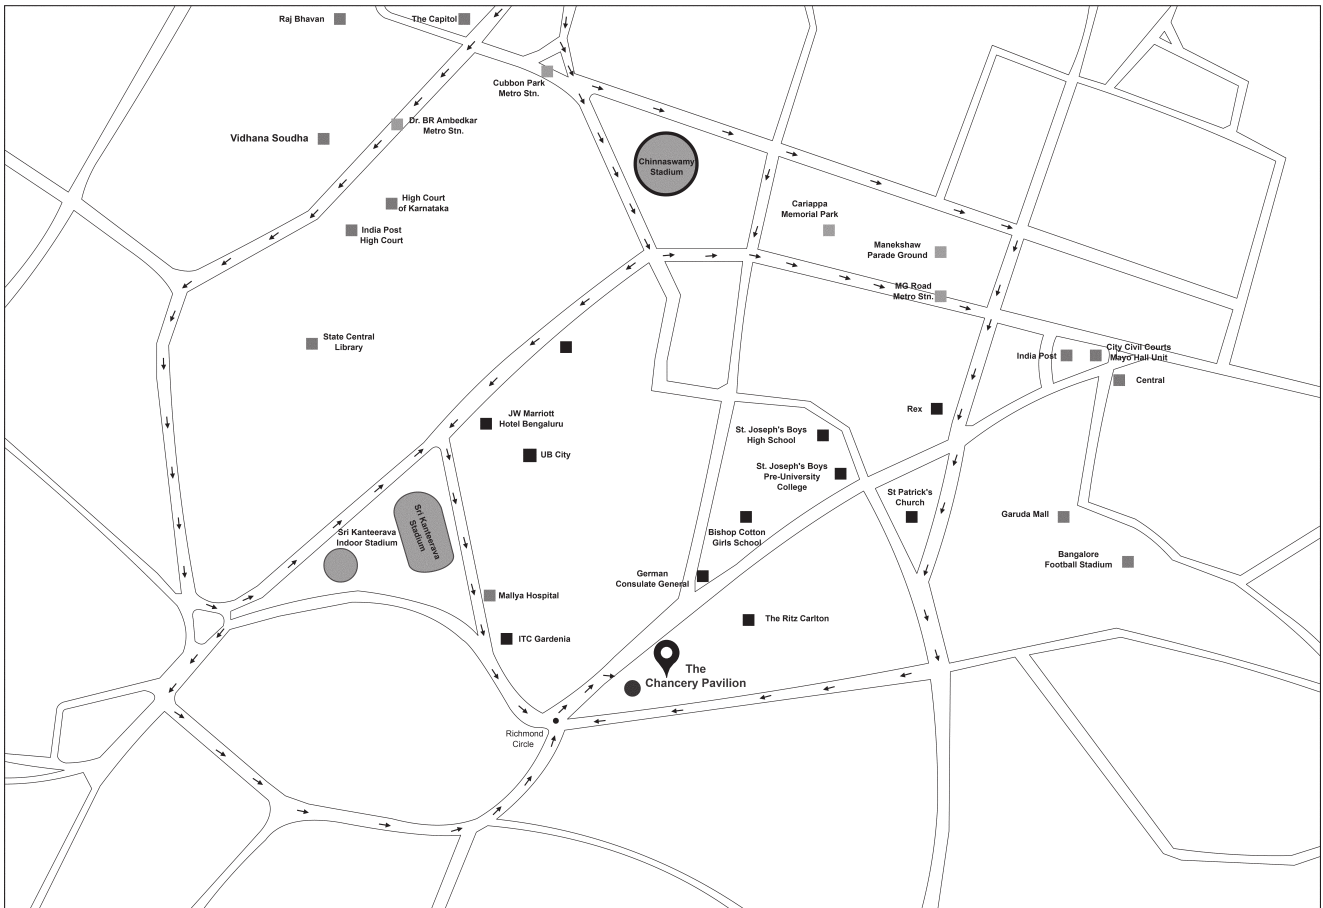 Raj Bhavan
The Capitol
Cubbon Park
Metro Stn.
Dr. BR Ambedkar
Metro Stn.
Vidhana Soudha
Chinnaswamy
Stadium
High Court
of Karnataka
Cariappa
Memorial Park
India Post
High Court
Manekshaw
Parade Ground
MG Road
Metro Stn.
State Central
Library
City Civil Courts
Mayo Hall Unit
India Post
Central
Rex
JW Marriott
Hotel Bengaluru
St. Joseph's Boys
High School
UB City
St. Joseph's Boys
Pre-University
College
St Patrick's
Church
Garuda Mall
Sri Kanteerava
Stadium
Sri Kanteerava
Indoor Stadium
Bishop Cotton
Girls School
Bangalore
Football Stadium
German
Consulate General
Mallya Hospital
The Ritz Carlton
ITC Gardenia
The
Chancery Pavilion
Richmond
Circle